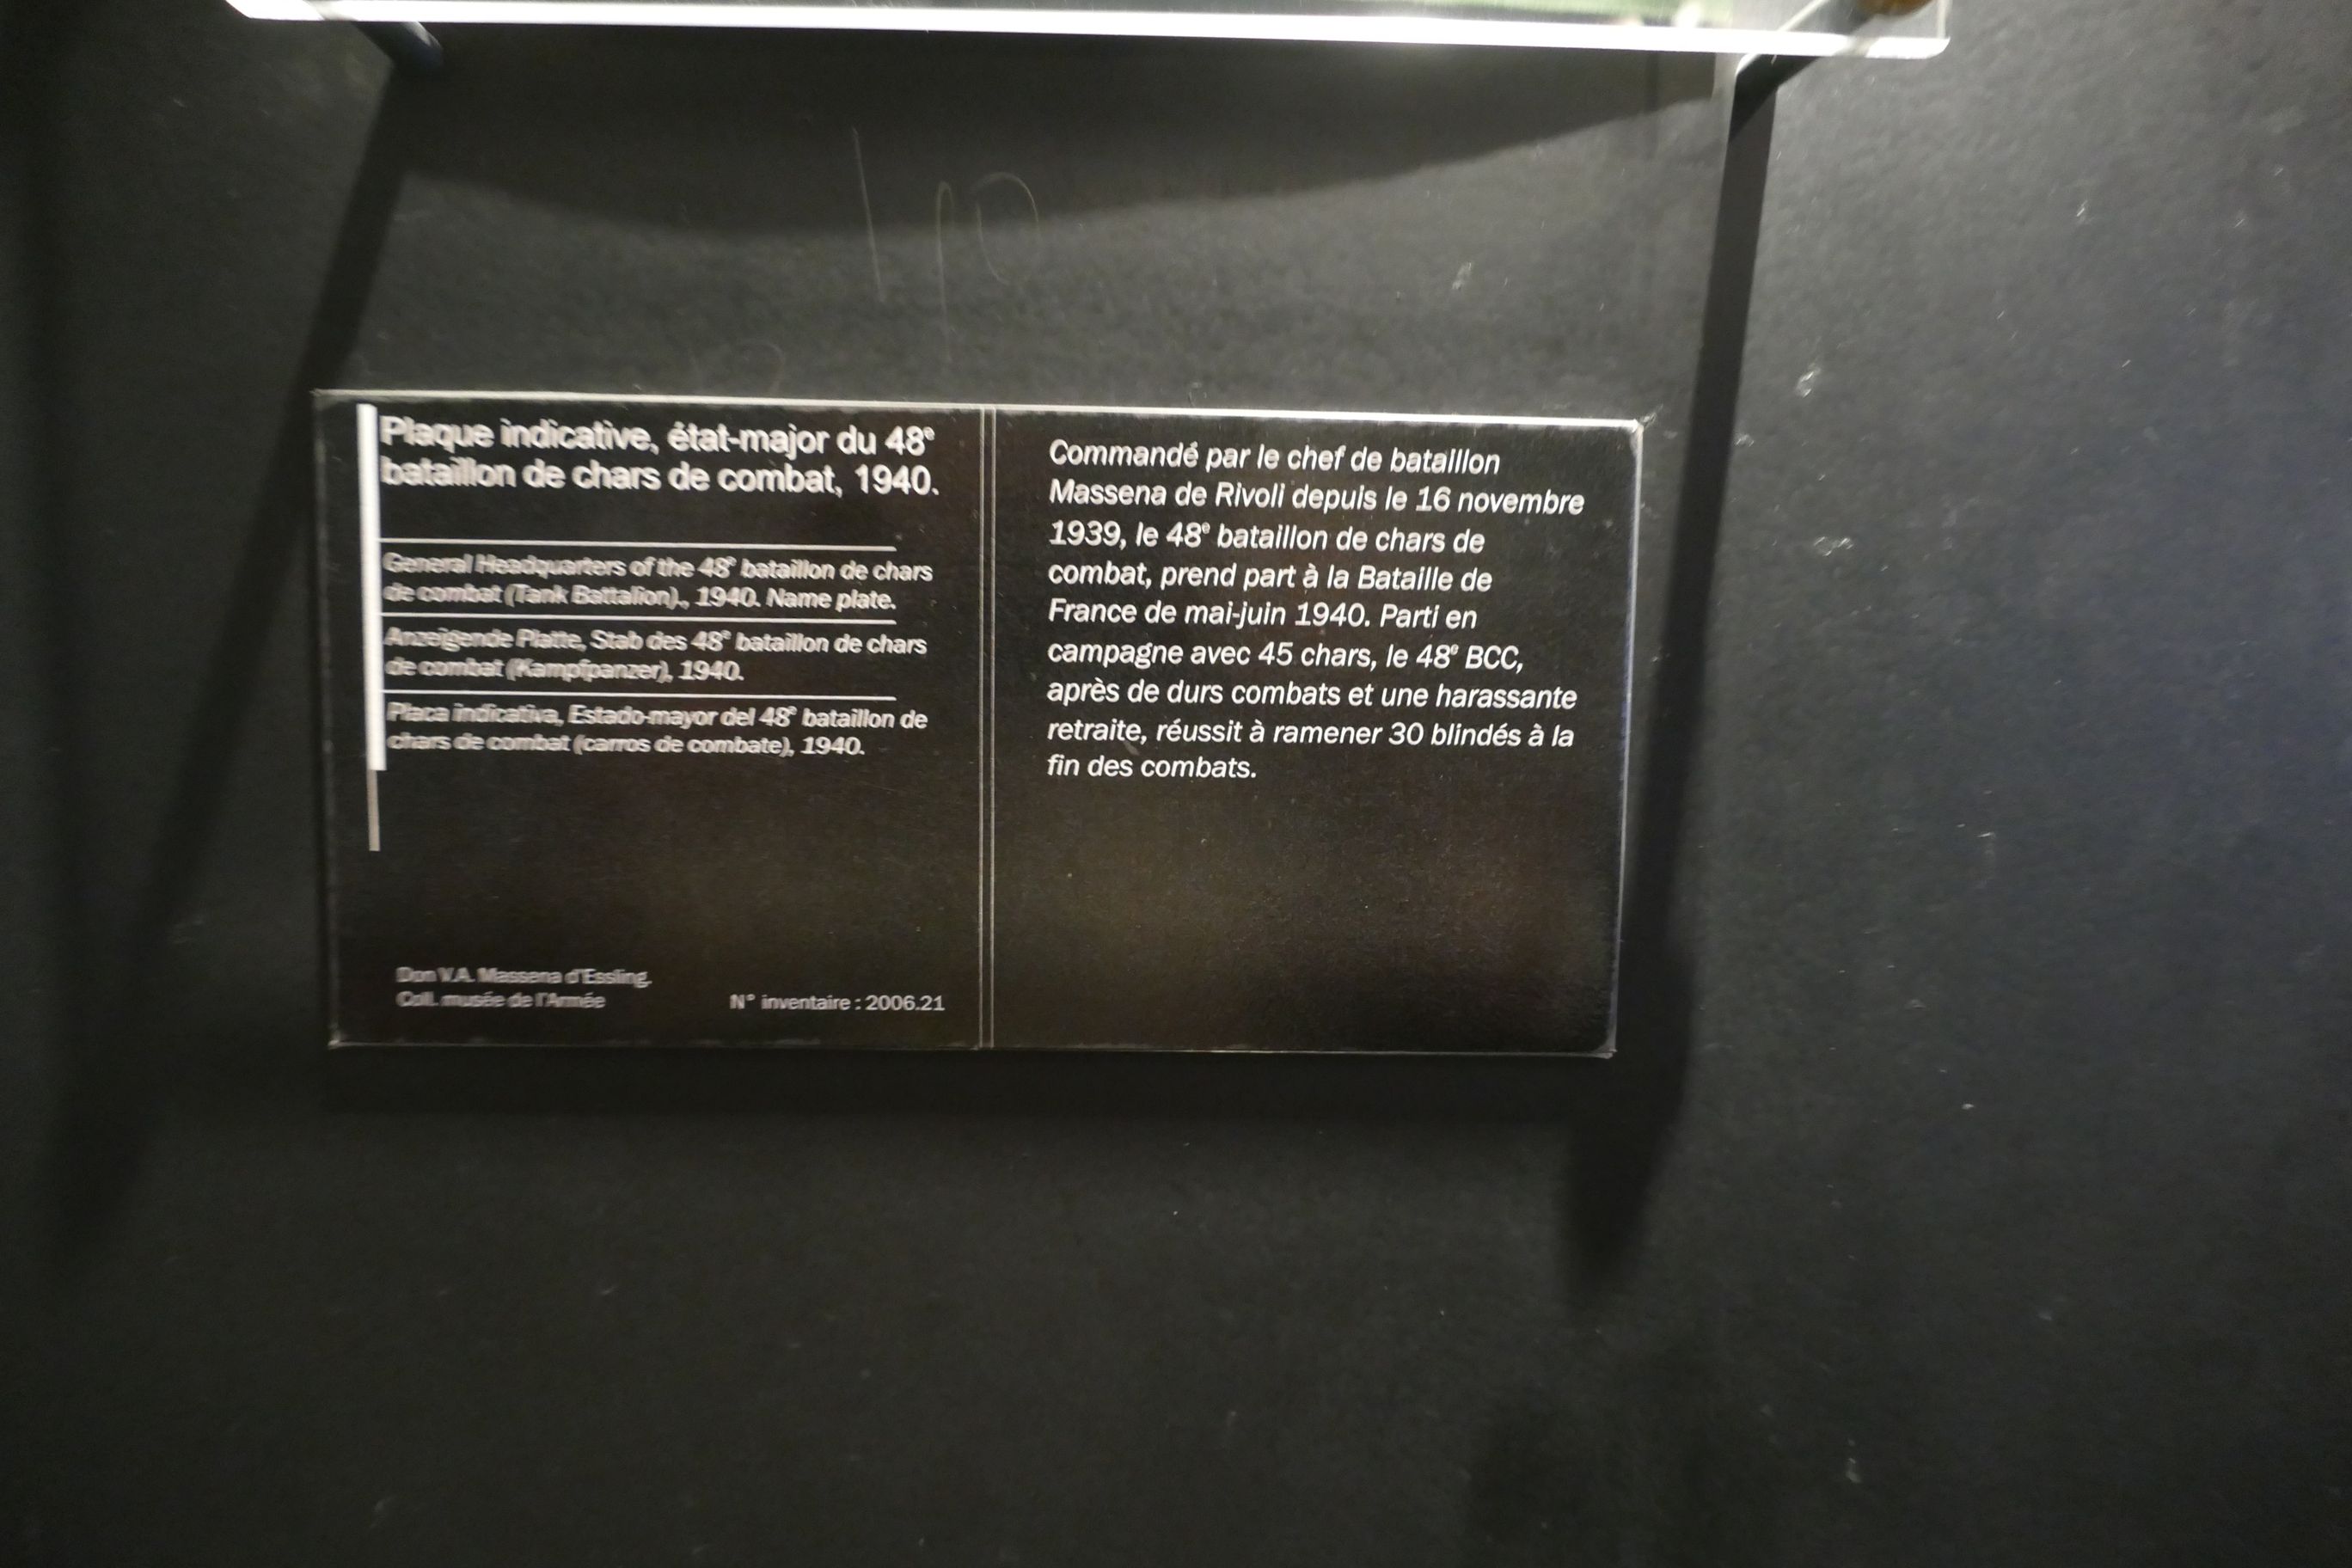 Plaque indicative, état-major du 48e
bataillon de chars de combat, 1940.
General Headquarters of the 48e bataillon de chars
de combat (Tank Battalion)., 1940. Name plate.
Anzeigende Platte, Stab des 48e bataillon de chars
de combat (Kampfpanzer), 1940.
Placa indicativa, Estado-mayor del 48e bataillon de
chars de combat (carros de combate), 1940.
Don V.A. Massena d'Essling.
Coll. musée de l'Armée
N° inventaire : 2006.21
Commandé par le chef de bataillon
Massena de Rivoli depuis le 16 novembre
1939, le 48e bataillon de chars de
combat, prend part à la Bataille de
France de mai-juin 1940. Parti en
campagne avec 45 chars, le 48e BCC,
après de durs combats et une harassante
retraite, réussit à ramener 30 blindés à la
fin des combats.